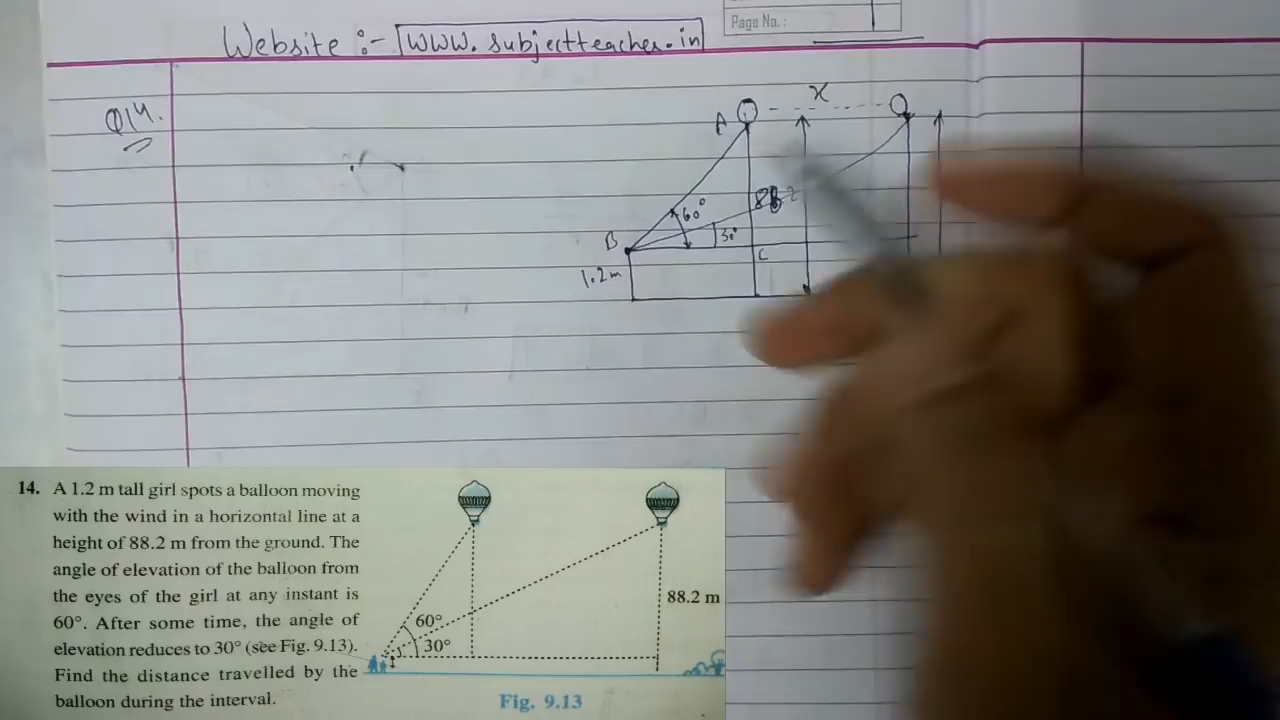 Page No.:
Website :- www.subjectteacher.in
Q14.
A
x
60°
30°
B
C
1.2m
14. A 1.2 m tall girl spots a balloon moving
with the wind in a horizontal line at a
height of 88.2 m from the ground. The
angle of elevation of the balloon from
the eyes of the girl at any instant is
60°. After some time, the angle of
elevation reduces to 30° (see Fig. 9.13).
Find the distance travelled by the
balloon during the interval.
88.2 m
60°
30°
Fig. 9.13